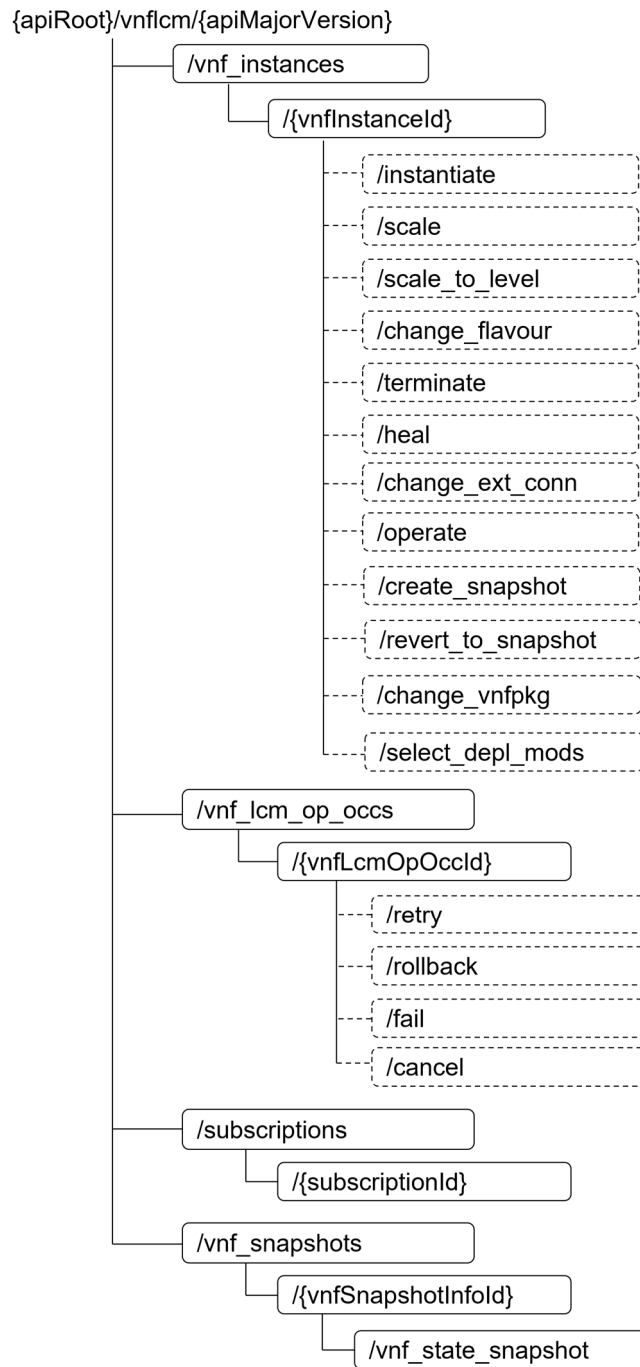 {apiRoot}/vnflcm/{apiMajorVersion}
/vnf_instances
/{vnfInstanceId}
/instantiate
/scale
/scale_to_level
/change_flavour
/terminate
/heal
/change_ext_conn
/operate
/create_snapshot
/revert_to_snapshot
/change_vnfpkg
/select_depl_mods
/vnf_lcm_op_occs
/{vnfLcmOpOccId}
/retry
/rollback
/fail
/cancel
/subscriptions
/{subscriptionId}
/vnf_snapshots
/{vnfSnapshotInfoId}
/vnf_state_snapshot